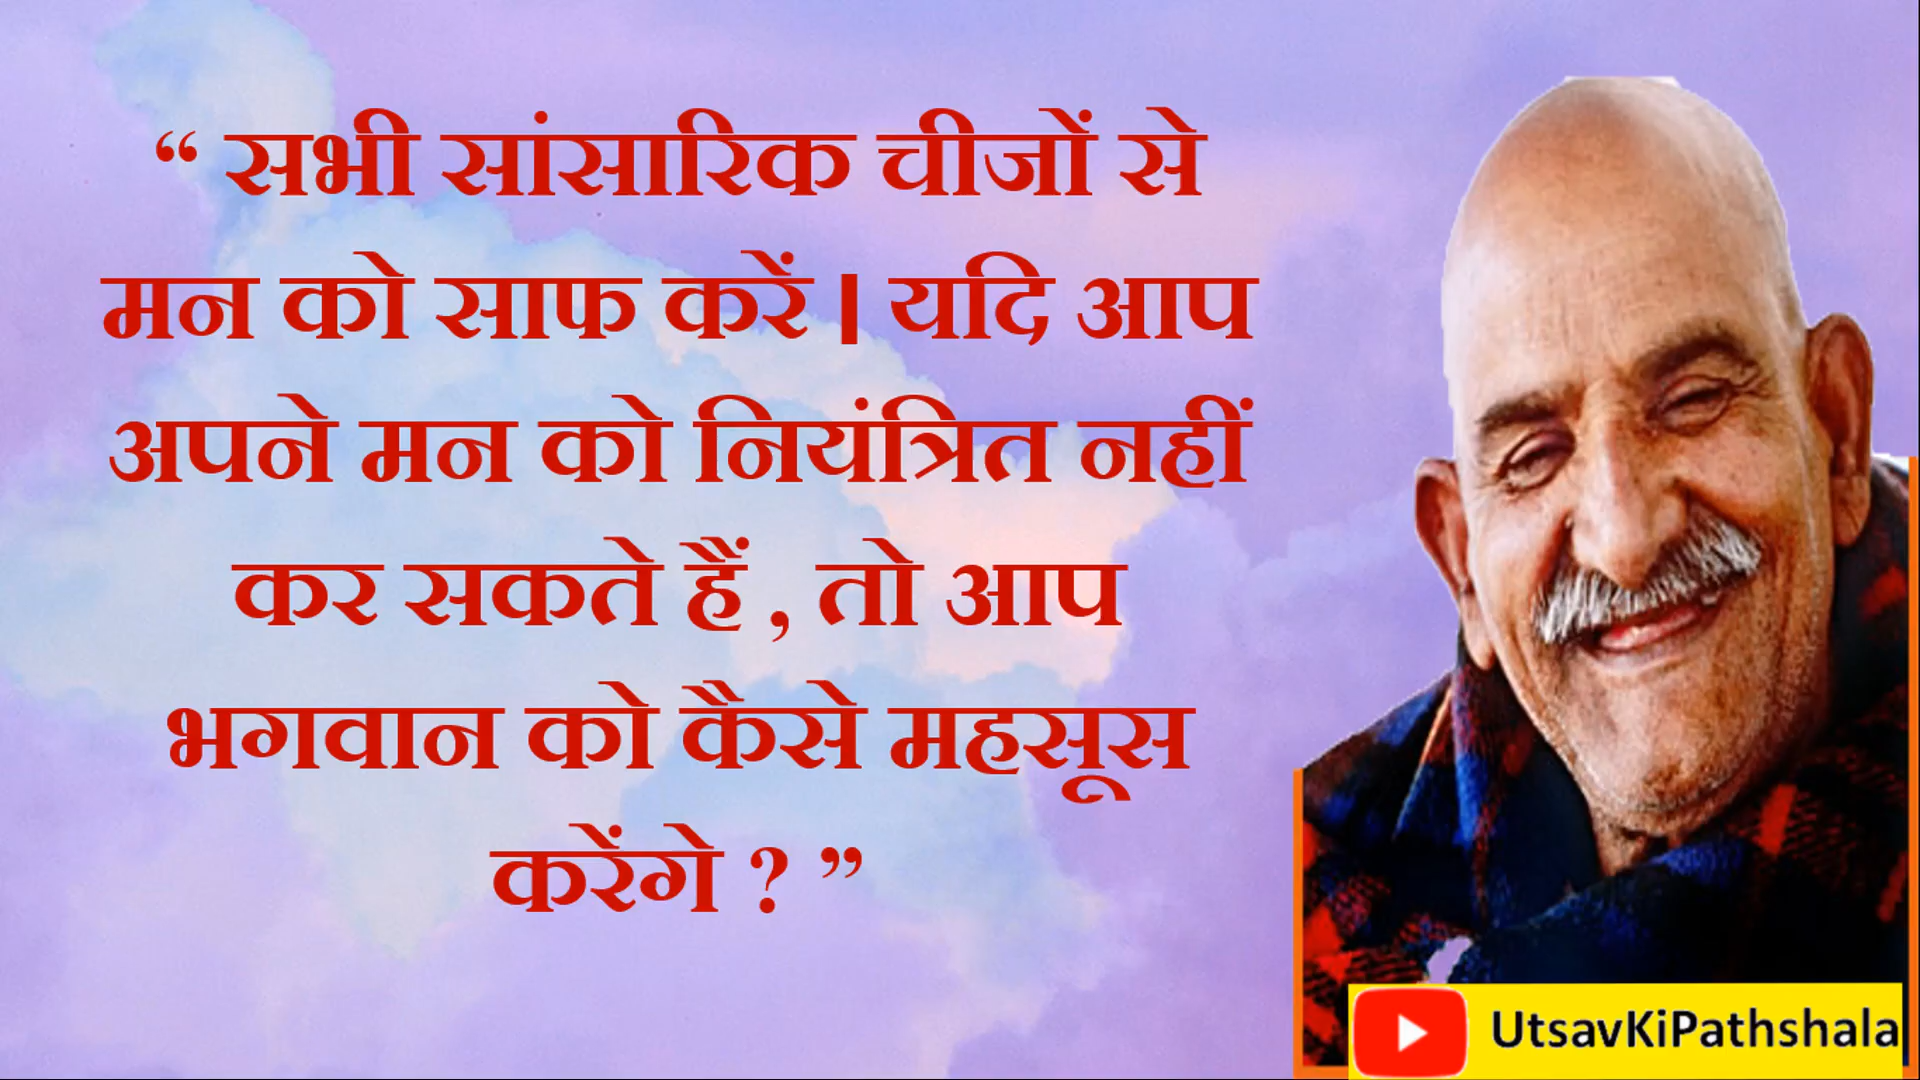 “ सभी सांसारिक चीजों से
मन को साफ करें । यदि आप
अपने मन को नियंत्रित नहीं
कर सकते हैं , तो आप
भगवान को कैसे महसूस
करेंगे ? ”
UtsavKiPathshala